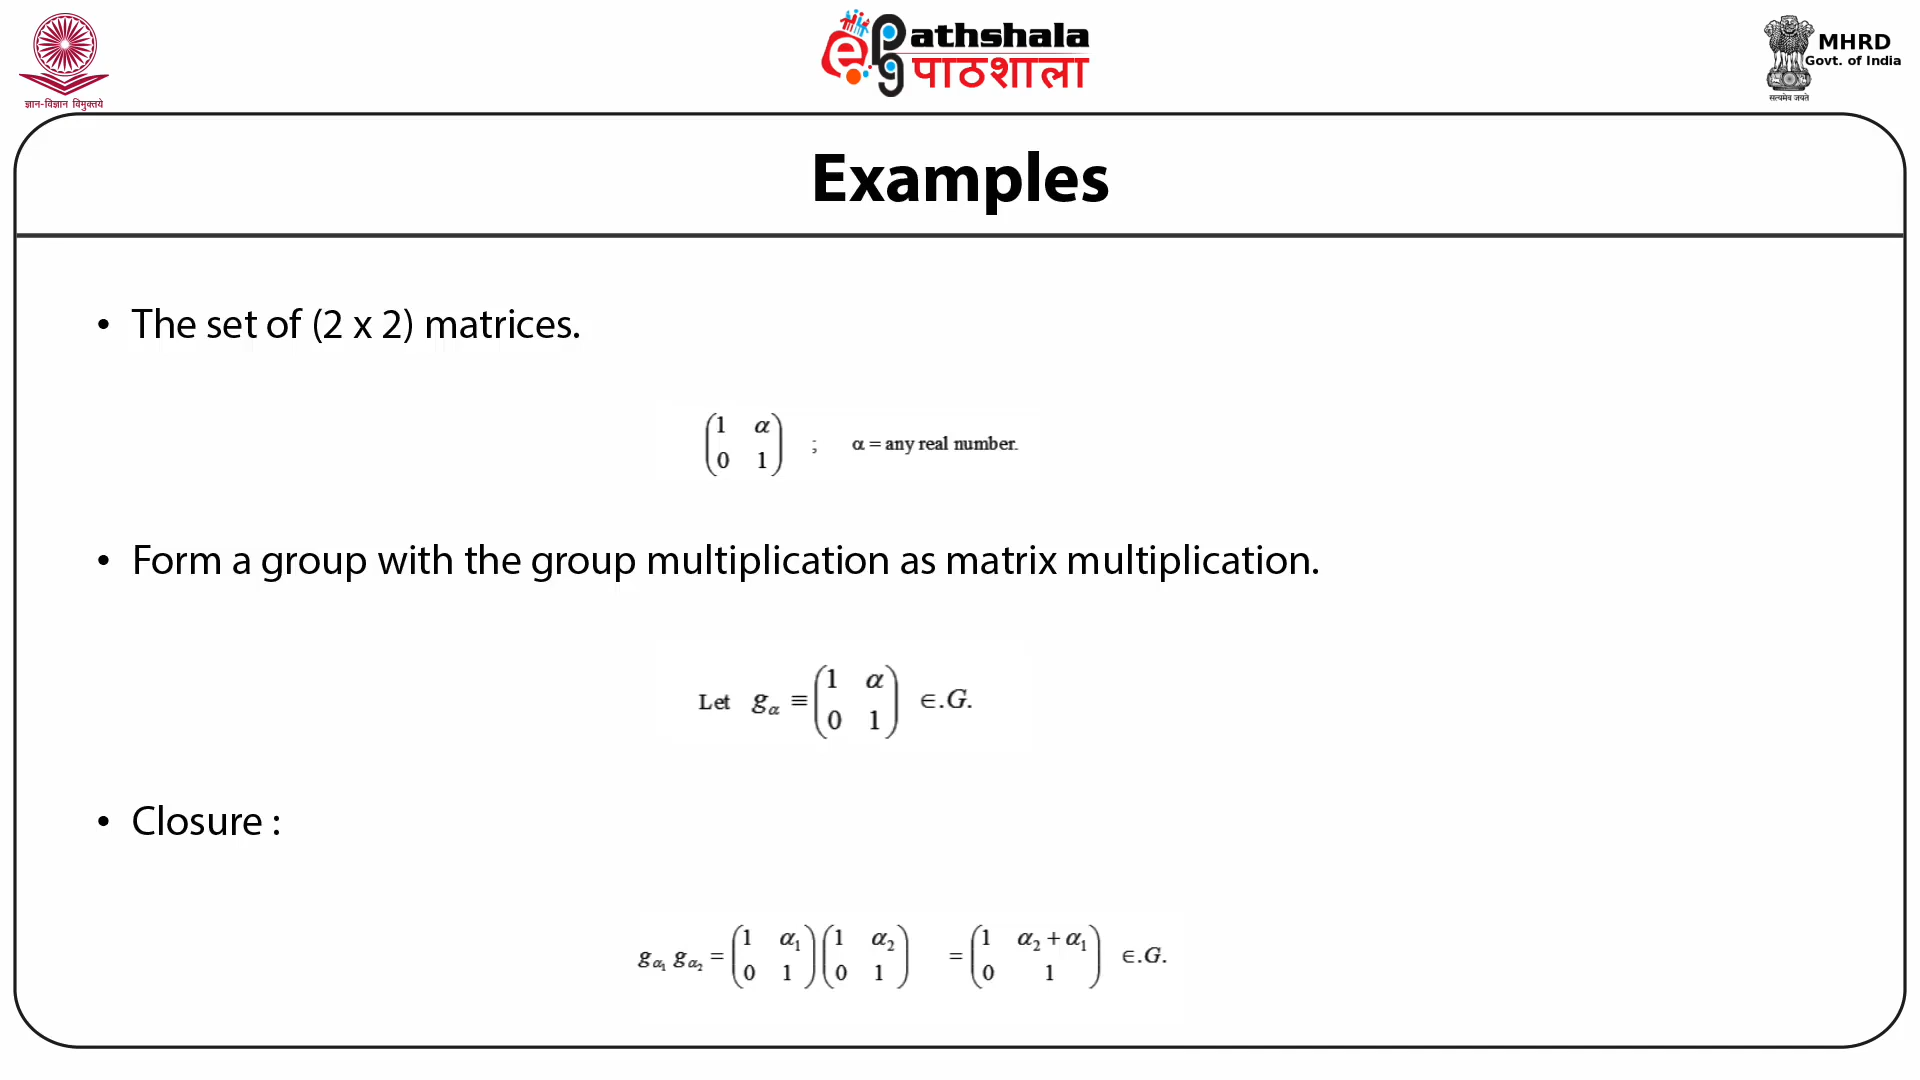 ज्ञान-विज्ञान विमुक्तये
ePathshala
पाठशाला
MHRD
Govt. of India
सत्यमेव जयते
Examples
• The set of (2 x 2) matrices.
(1 α
0 1) ; α = any real number.
• Form a group with the group multiplication as matrix multiplication.
Let g_α ≡ (1 α
0 1) ∈.G.
• Closure :
g_α₁ g_α₂ = (1 α₁
0 1)(1 α₂
0 1) = (1 α₂ + α₁
0 1) ∈.G.